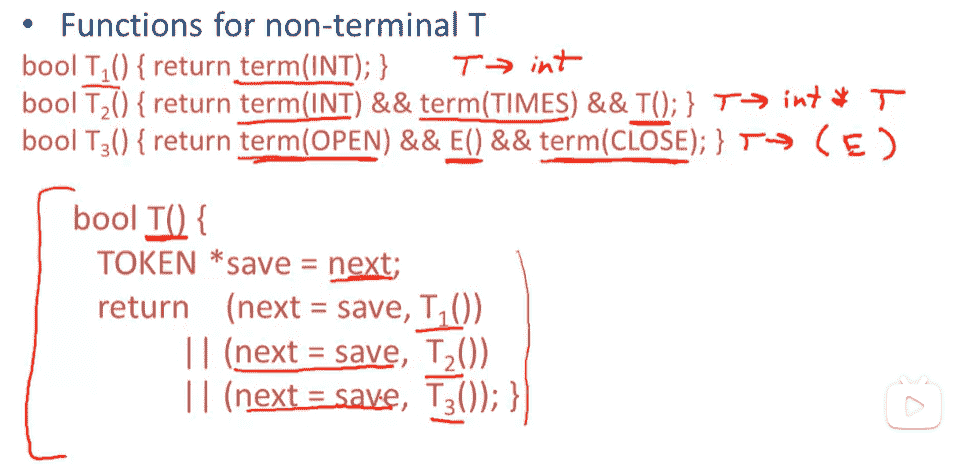 • Functions for non-terminal T
bool T₁() { return term(INT); } T → int
bool T₂() { return term(INT) && term(TIMES) && T(); } T → int * T
bool T₃() { return term(OPEN) && E() && term(CLOSE); } T → (E)
bool T() {
TOKEN *save = next;
return (next = save, T₁())
|| (next = save, T₂())
|| (next = save, T₃()); }